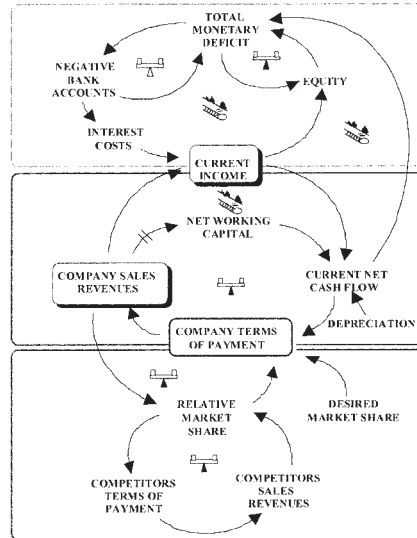 TOTAL
MONETARY
DEFICIT
NEGATIVE
BANK
ACCOUNTS
EQUITY
INTEREST
COSTS
CURRENT
INCOME
NET WORKING
CAPITAL
COMPANY SALES
REVENUES
CURRENT NET
CASH FLOW
DEPRECIATION
COMPANY TERMS
OF PAYMENT
RELATIVE
MARKET
SHARE
DESIRED
MARKET SHARE
COMPETITORS
TERMS OF
PAYMENT
COMPETITORS
SALES
REVENUES